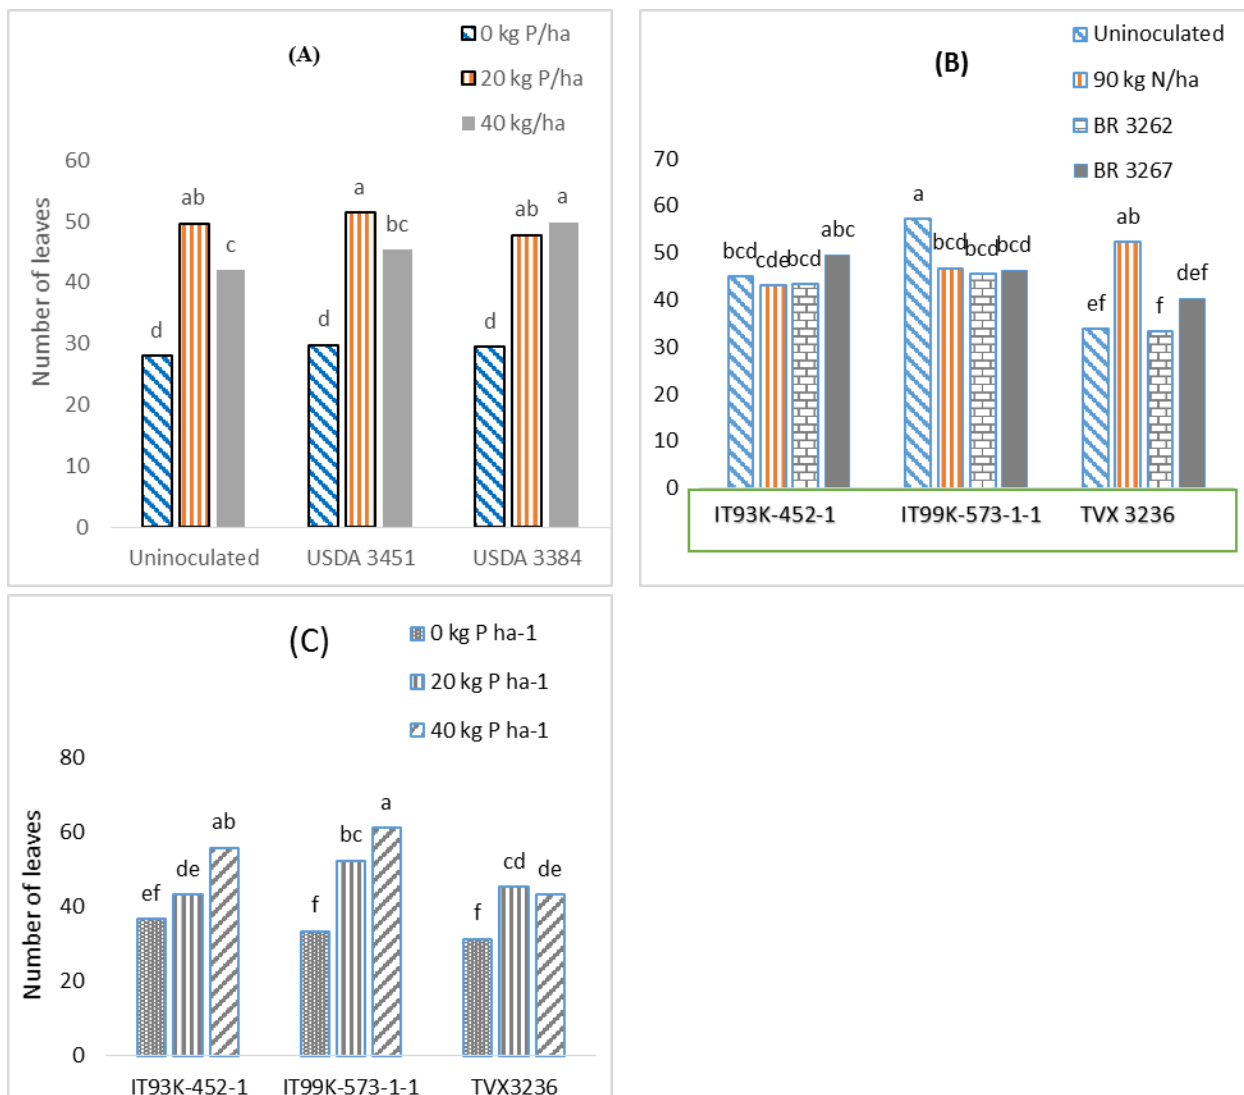 (A)
0 kg P/ha
20 kg P/ha
40 kg/ha
Number of leaves
60
50
40
30
20
10
0
d
ab
c
d
a
bc
d
ab
a
Uninoculated
USDA 3451
USDA 3384
(B)
Uninoculated
90 kg N/ha
BR 3262
BR 3267
70
60
50
40
30
20
10
0
bcd
cde
bcd
abc
a
bcd
bcd
bcd
ef
ab
f
def
IT93K-452-1
IT99K-573-1-1
TVX 3236
(C)
0 kg P ha-1
20 kg P ha-1
40 kg P ha-1
Number of leaves
80
60
40
20
0
ef
de
ab
f
bc
a
f
cd
de
IT93K-452-1
IT99K-573-1-1
TVX3236